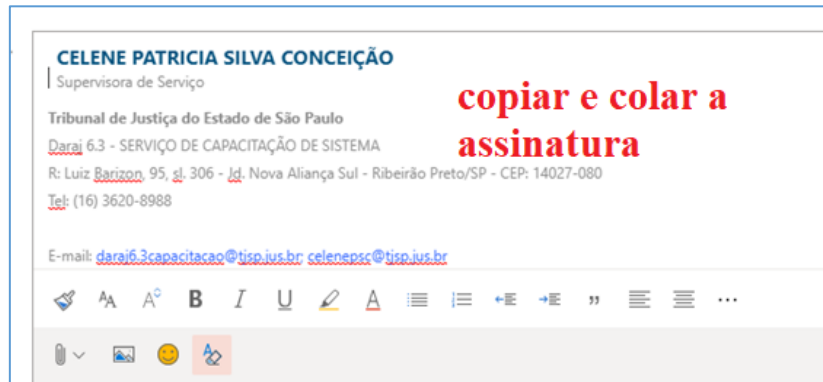 CELENE PATRICIA SILVA CONCEIÇÃO
Supervisora de Serviço
copiar e colar a
assinatura
Tribunal de Justiça do Estado de São Paulo
Daraj 6.3 - SERVIÇO DE CAPACITAÇÃO DE SISTEMA
R: Luiz Barizon, 95, sl. 306 - Jd. Nova Aliança Sul - Ribeirão Preto/SP - CEP: 14027-080
Tel: (16) 3620-8988
E-mail: daraj6.3capacitacao@tjsp.jus.br; celenepsc@tjsp.jus.br